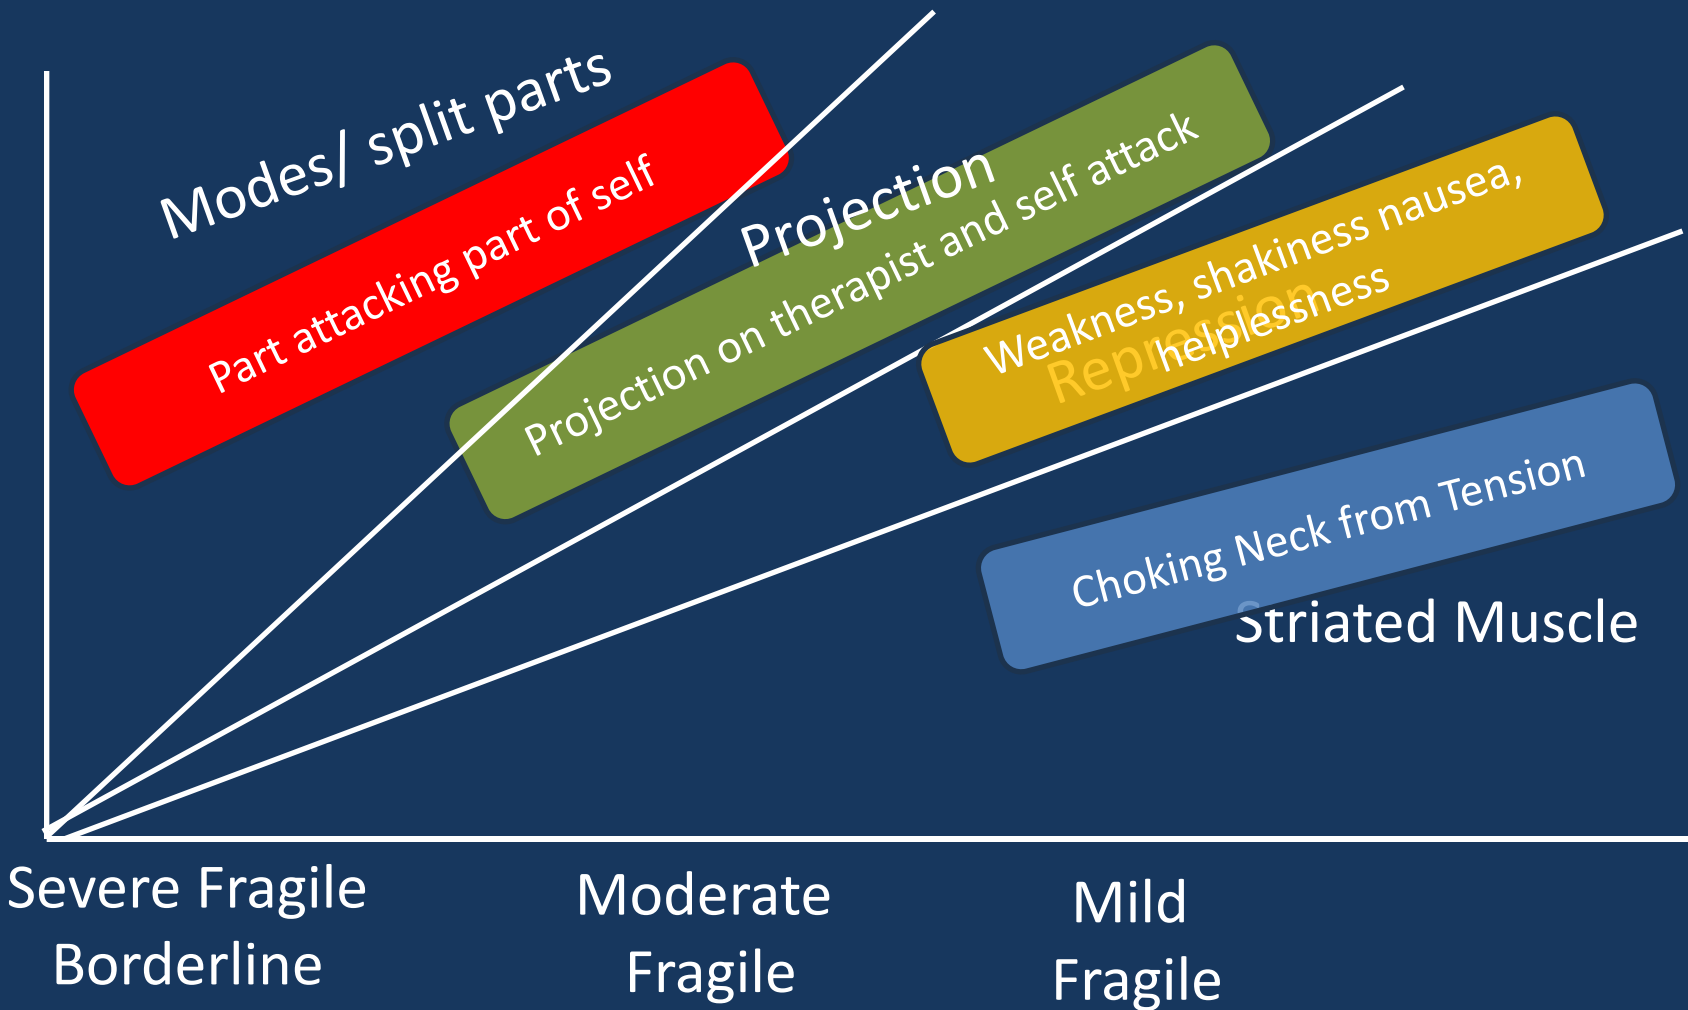 Modes/ split parts
Part attacking part of self
Projection
Projection on therapist and self attack
Weakness, shakiness nausea,
helplessness
Repression
Choking Neck from Tension
Striated Muscle
Severe Fragile
Borderline
Moderate
Fragile
Mild
Fragile